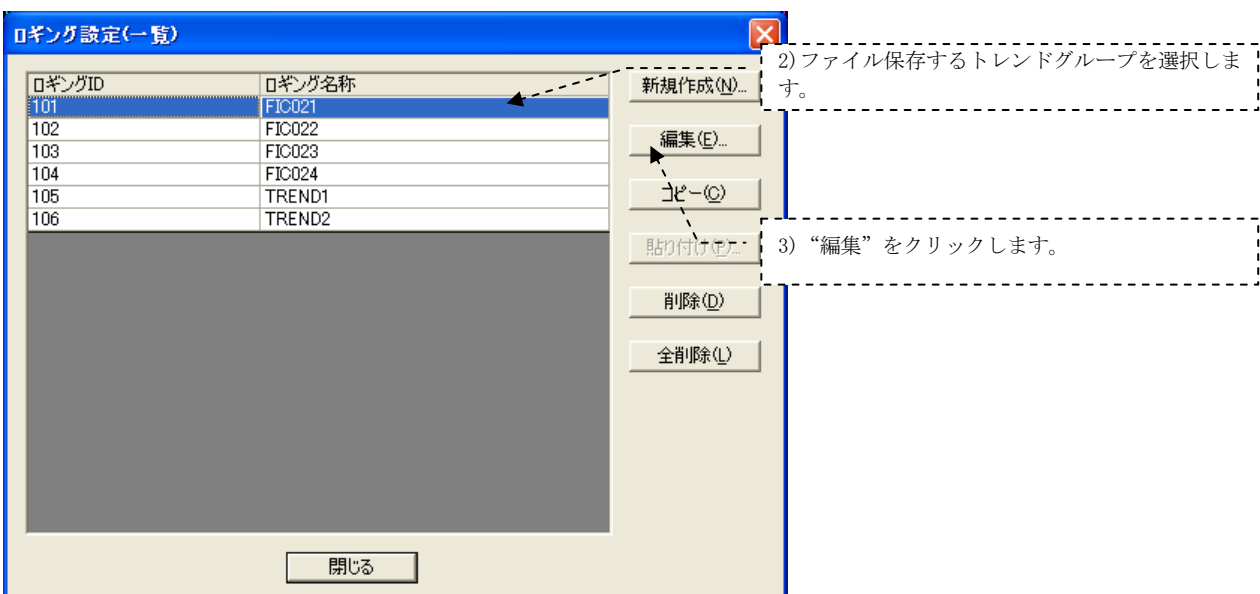 ロギング設定(一覧)
2)ファイル保存するトレンドグループを選択しま
す。
ロギングID ロギング名称
新規作成(N)...
101 FIC021
102 FIC022
編集(E)...
103 FIC023
104 FIC024
105 TREND1
コピー(C)
106 TREND2
貼り付け(P)...
3)“編集”をクリックします。
削除(D)
全削除(L)
閉じる